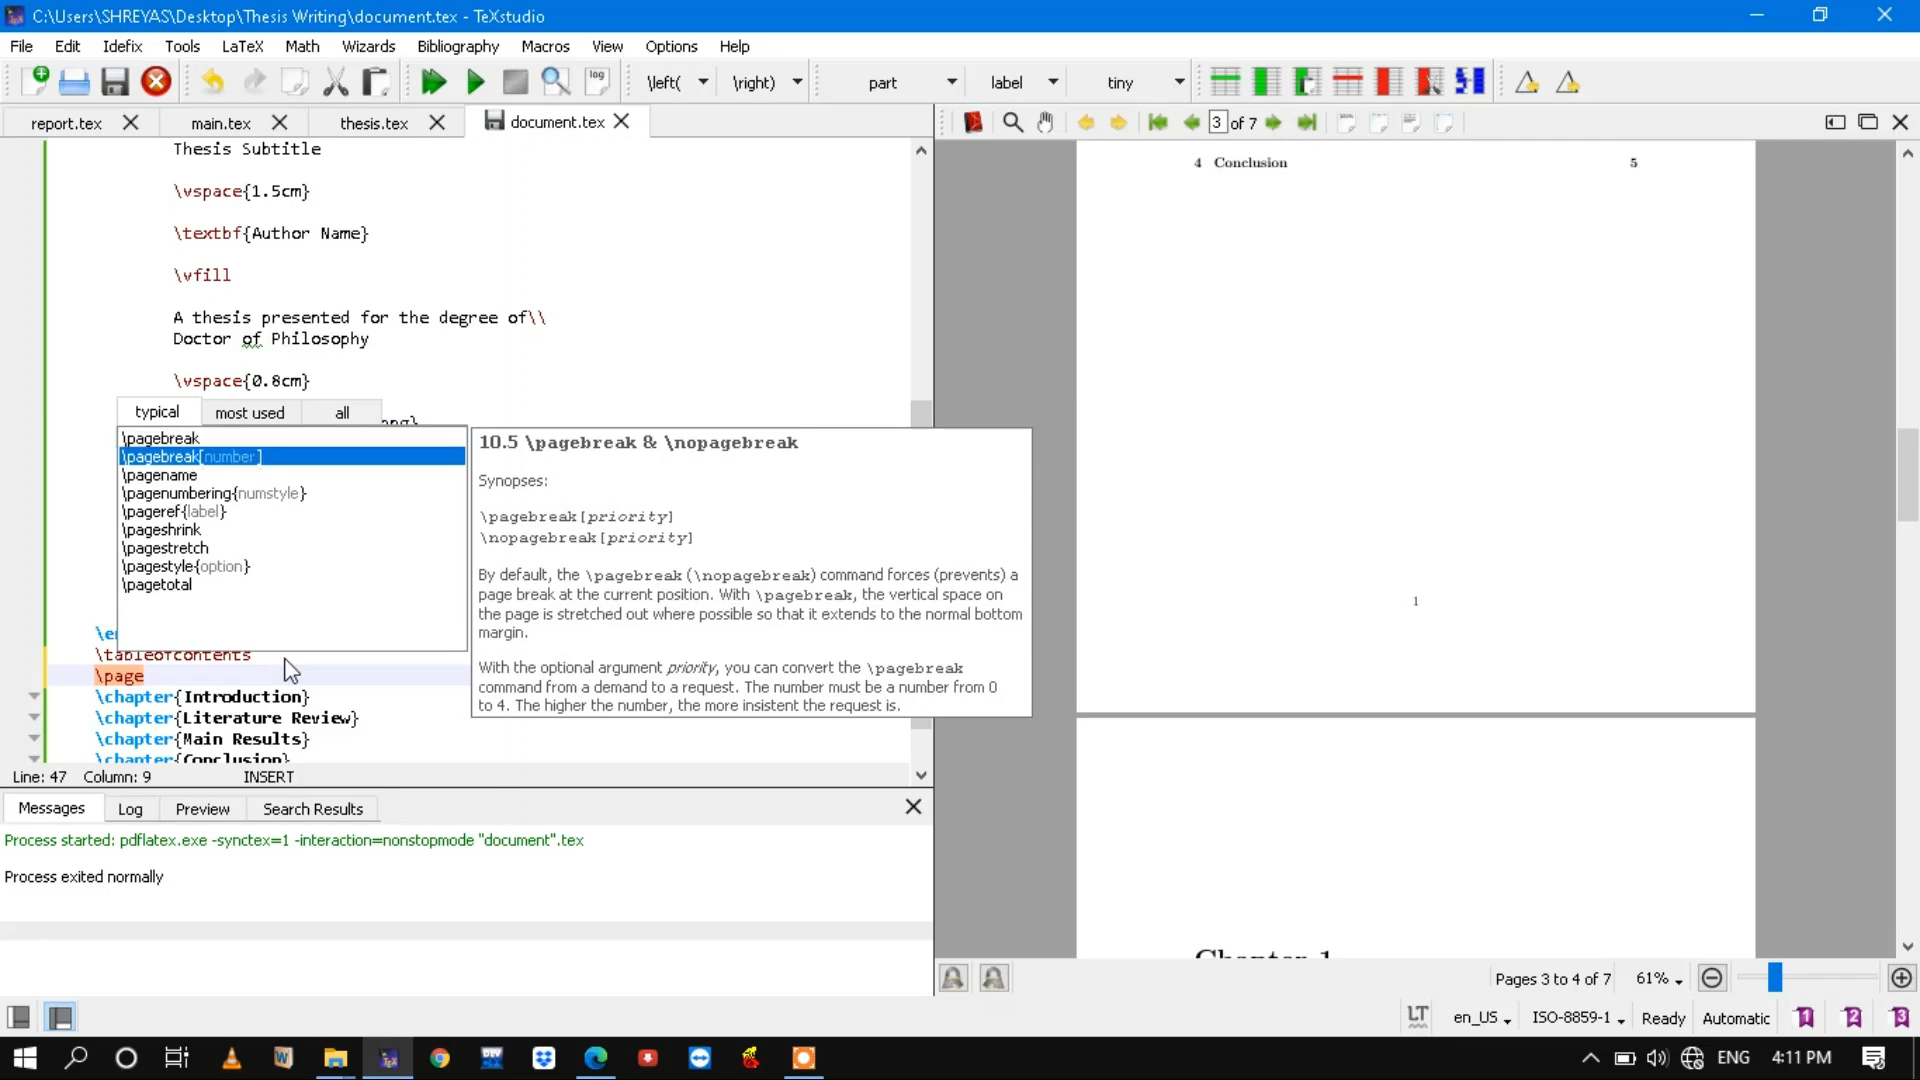 C:\Users\SHREYAS\Desktop\Thesis Writing\document.tex - TeXstudio
File Edit Idefix Tools LaTeX Math Wizards Bibliography Macros View Options Help
log \left( \right) part label tiny
report.tex main.tex thesis.tex document.tex
3 of 7
Thesis Subtitle
\vspace{1.5cm}
\textbf{Author Name}
\vfill
A thesis presented for the degree of\\
Doctor of Philosophy
\vspace{0.8cm}
typical most used all
\pagebreak
\pagebreak[number]
\pagename
\pagenumbering{numstyle}
\pageref{label}
\pageshrink
\pagestretch
\pagestyle{option}
\pagetotal
10.5 \pagebreak & \nopagebreak
Synopses:
\pagebreak[priority]
\nopagebreak[priority]
By default, the \pagebreak (\nopagebreak) command forces (prevents) a
page break at the current position. With \pagebreak, the vertical space on
the page is stretched out where possible so that it extends to the normal bottom
margin.
With the optional argument priority, you can convert the \pagebreak
command from a demand to a request. The number must be a number from 0
to 4. The higher the number, the more insistent the request is.
\tableofcontents
\page
\chapter{Introduction}
\chapter{Literature Review}
\chapter{Main Results}
\chapter{Conclusion}
Line: 47 Column: 9 INSERT
Messages Log Preview Search Results
Process started: pdflatex.exe -synctex=1 -interaction=nonstopmode "document".tex
Process exited normally
4 Conclusion 5
1
Chapter 1
Pages 3 to 4 of 7 61%
LT en_US ISO-8859-1 Ready Automatic 1 2 3
DEV ENG 4:11 PM